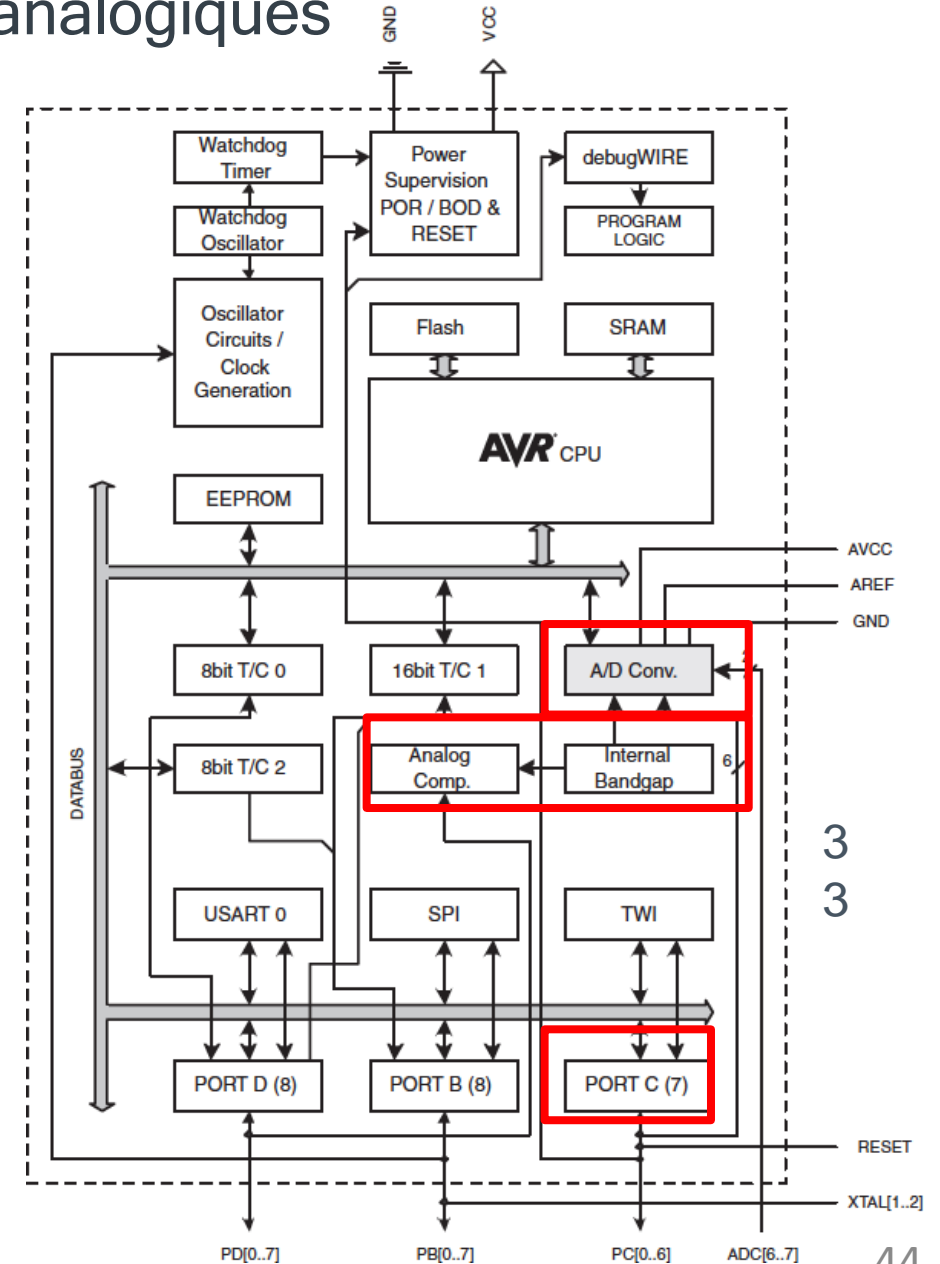 analogiques
GND
VCC
Watchdog
Timer
Power
Supervision
POR / BOD &
RESET
debugWIRE
Watchdog
Oscillator
PROGRAM
LOGIC
Oscillator
Circuits /
Clock
Generation
Flash
SRAM
AVR CPU
EEPROM
AVCC
AREF
GND
8bit T/C 0
16bit T/C 1
A/D Conv.
2
8bit T/C 2
Analog
Comp.
Internal
Bandgap
6
DATABUS
3
3
USART 0
SPI
TWI
PORT D (8)
PORT B (8)
PORT C (7)
RESET
XTAL[1..2]
PD[0..7]
PB[0..7]
PC[0..6]
ADC[6..7]
44